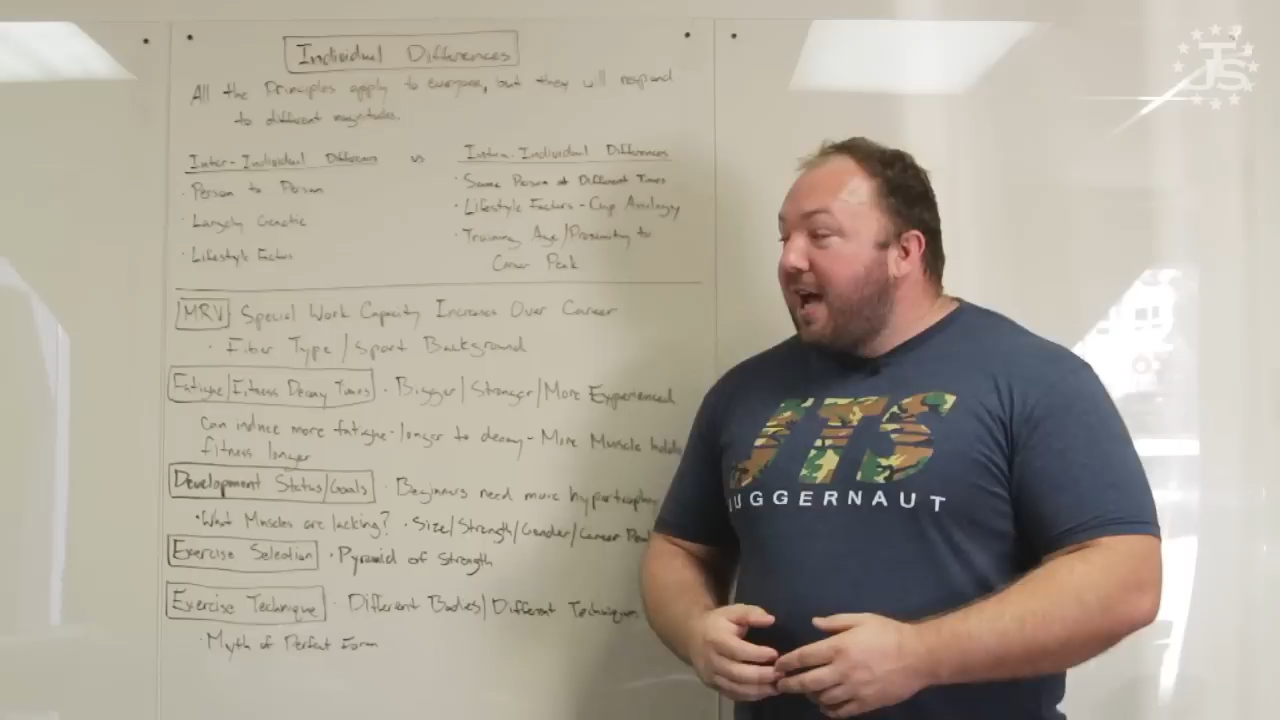 Individual Differences
All the Principles apply to everyone, but they will respond
to different magnitudes.
Inter-Individual Differences vs Intra-Individual Differences
· Person to Person
· Largely Genetic
· Lifestyle Factors
· Same Person at Different Times
· Lifestyle Factors - Cup Analogy
· Training Age/Proximity to
Career Peak
MRV Special Work Capacity Increases Over Career
· Fiber Type/Sport Background
Fatigue/Fitness Decay Times · Bigger/Stronger/More Experienced
can induce more fatigue - longer to decay - More Muscle holds
fitness longer
Development Status/Goals · Beginners need more hypertrophy
· What Muscles are lacking? · Size/Strength/Gender/Career
Exercise Selection · Pyramid of Strength
Exercise Technique · Different Bodies/Different Techniques
· Myth of Perfect Form
JTS
JUGGERNAUT
JTS